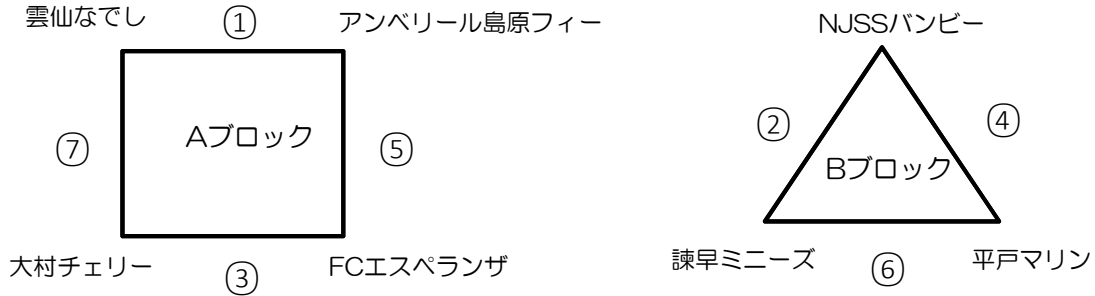 雲仙なでし
①
アンベリール島原フィー
NJSSバンビー
Aブロック
⑦
⑤
②
④
Bブロック
大村チェリー
③
FCエスペランザ
諫早ミニーズ
⑥
平戸マリン